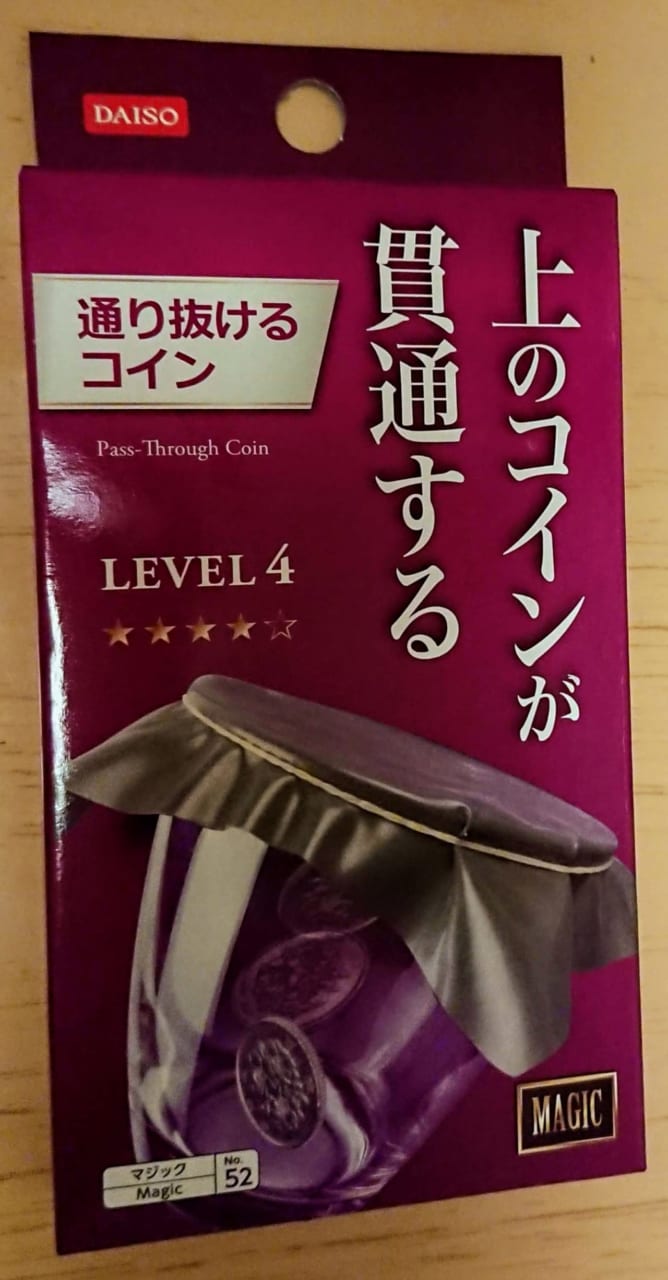 DAISO
上のコインが
貫通する
通り抜ける
コイン
Pass-Through Coin
LEVEL 4
MAGIC
マジック
Magic
No.
52